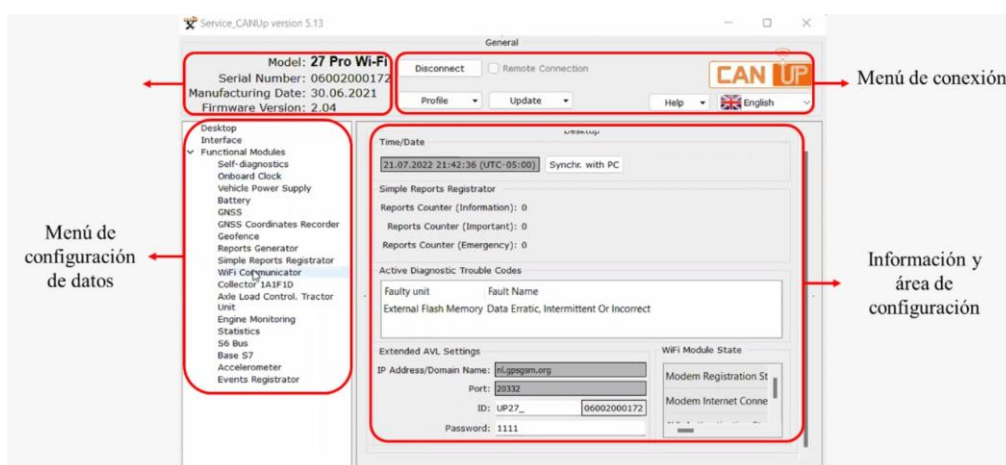 Service_CANUp version 5.13
General
Model: 27 Pro Wi-Fi
Serial Number: 06002000172
Manufacturing Date: 30.06.2021
Firmware Version: 2.04
Disconnect
Remote Connection
Profile
Update
Help
English
CAN UP
Menú de conexión
Desktop
Interface
Functional Modules
Self-diagnostics
Onboard Clock
Vehicle Power Supply
Battery
GNSS
GNSS Coordinates Recorder
Geofence
Reports Generator
Simple Reports Registrator
WiFi Communicator
Collector 1A1F1D
Axle Load Control. Tractor
Unit
Engine Monitoring
Statistics
S6 Bus
Base S7
Accelerometer
Events Registrator
Menú de
configuración
de datos
Desktop
Time/Date
21.07.2022 21:42:36 (UTC-05:00)
Synchr. with PC
Simple Reports Registrator
Reports Counter (Information): 0
Reports Counter (Important): 0
Reports Counter (Emergency): 0
Active Diagnostic Trouble Codes
Faulty unit Fault Name
External Flash Memory Data Erratic, Intermittent Or Incorrect
Extended AVL Settings
IP Address/Domain Name: nl.gpsgsm.org
Port: 20332
ID: UP27_ 06002000172
Password: 1111
WiFi Module State
Modem Registration St
Modem Internet Conne
Información y
área de
configuración